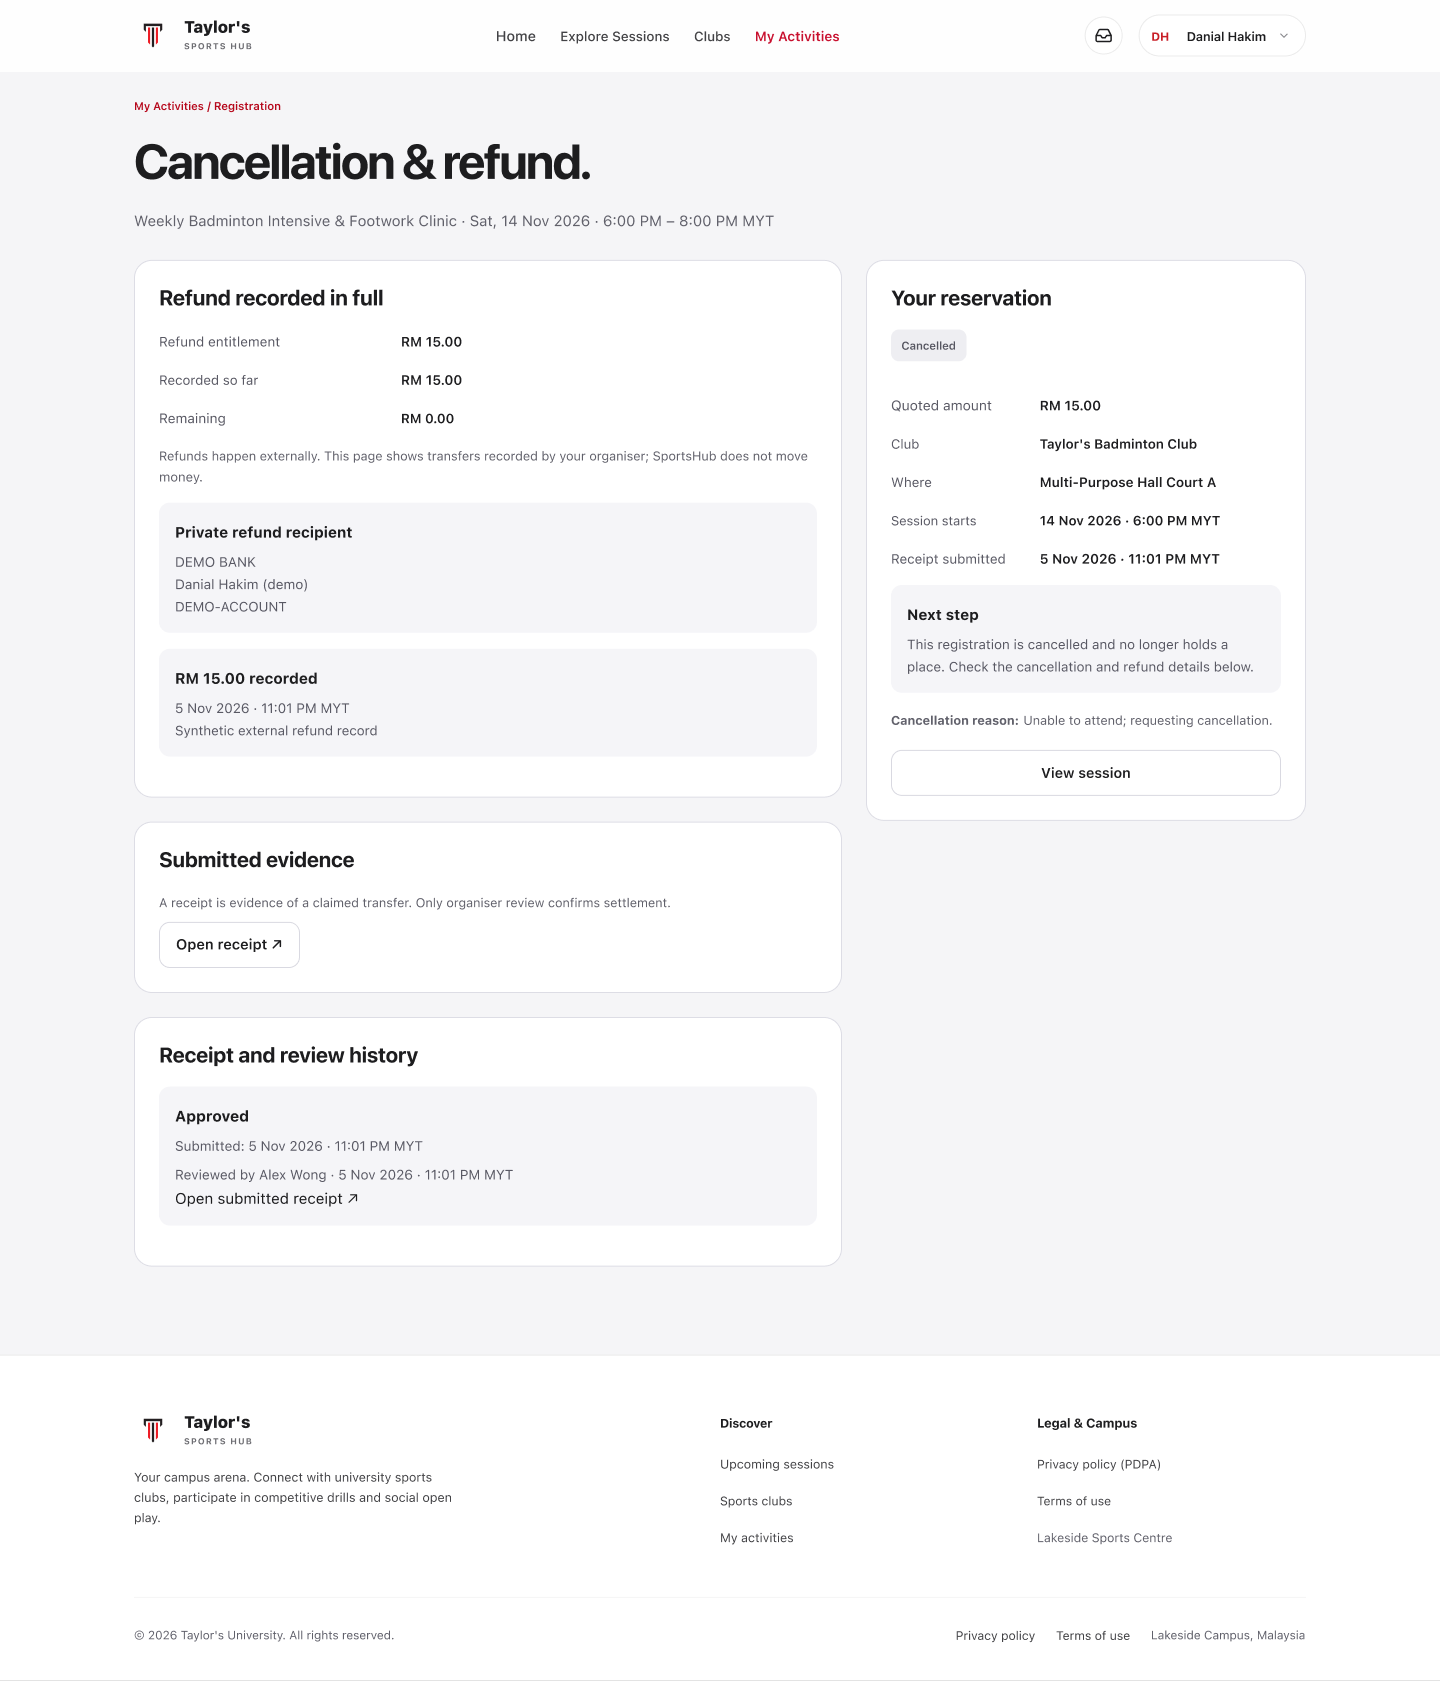 Taylor's
SPORTS HUB
Home
Explore Sessions
Clubs
My Activities
DH
Danial Hakim
My Activities / Registration
Cancellation & refund.
Weekly Badminton Intensive & Footwork Clinic · Sat, 14 Nov 2026 · 6:00 PM – 8:00 PM MYT
Refund recorded in full
Refund entitlement RM 15.00
Recorded so far RM 15.00
Remaining RM 0.00
Refunds happen externally. This page shows transfers recorded by your organiser; SportsHub does not move
money.
Private refund recipient
DEMO BANK
Danial Hakim (demo)
DEMO-ACCOUNT
RM 15.00 recorded
5 Nov 2026 · 11:01 PM MYT
Synthetic external refund record
Your reservation
Cancelled
Quoted amount RM 15.00
Club Taylor's Badminton Club
Where Multi-Purpose Hall Court A
Session starts 14 Nov 2026 · 6:00 PM MYT
Receipt submitted 5 Nov 2026 · 11:01 PM MYT
Next step
This registration is cancelled and no longer holds a
place. Check the cancellation and refund details below.
Cancellation reason: Unable to attend; requesting cancellation.
View session
Submitted evidence
A receipt is evidence of a claimed transfer. Only organiser review confirms settlement.
Open receipt ↗
Receipt and review history
Approved
Submitted: 5 Nov 2026 · 11:01 PM MYT
Reviewed by Alex Wong · 5 Nov 2026 · 11:01 PM MYT
Open submitted receipt ↗
Taylor's
SPORTS HUB
Your campus arena. Connect with university sports
clubs, participate in competitive drills and social open
play.
Discover
Upcoming sessions
Sports clubs
My activities
Legal & Campus
Privacy policy (PDPA)
Terms of use
Lakeside Sports Centre
© 2026 Taylor's University. All rights reserved.
Privacy policy
Terms of use
Lakeside Campus, Malaysia